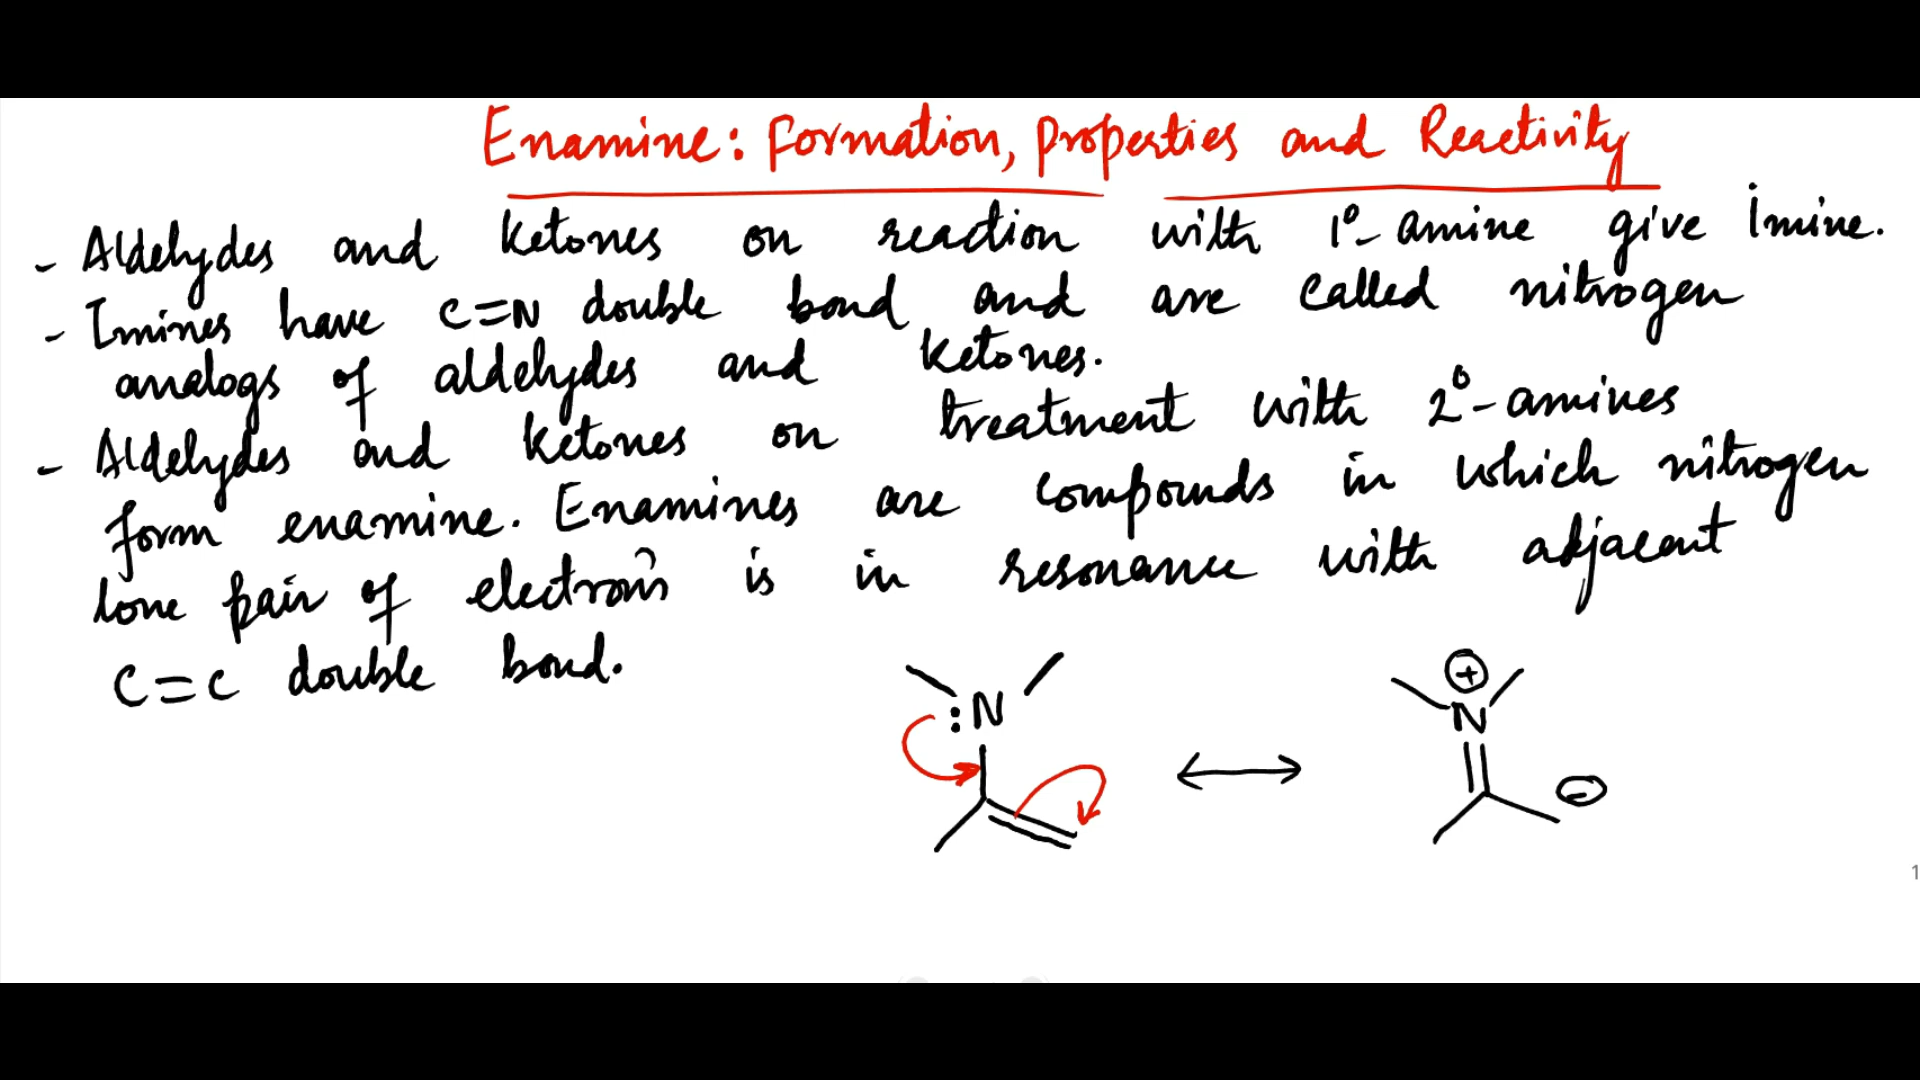 Enamine: Formation, Properties and Reactivity
- Aldehydes and ketones on reaction with 1°-amine give Imine.
- Imines have C=N double bond and are called nitrogen
analogs of aldehydes and ketones.
- Aldehydes and ketones on treatment with 2°-amines
form enamine. Enamines are compounds in which nitrogen
lone pair of electrons is in resonance with adjacent
C=C double bond.
:N
⊕
N
⊖
1